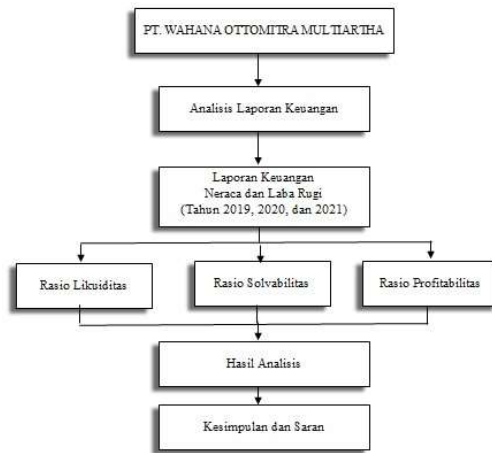 PT. WAHANA OTTOMITRA MULTIARTHA
Analisis Laporan Keuangan
Laporan Keuangan
Neraca dan Laba Rugi
(Tahun 2019, 2020, dan 2021)
Rasio Likuiditas
Rasio Solvabilitas
Rasio Profitabilitas
Hasil Analisis
Kesimpulan dan Saran